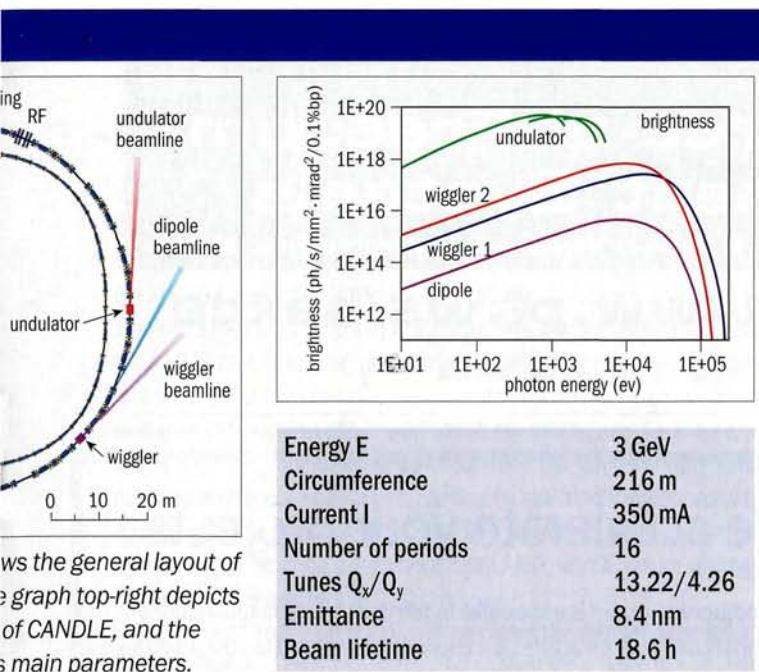 ing
RF
undulator
beamline
dipole
beamline
undulator
wiggler
beamline
wiggler
0 10 20 m
brightness (ph/s/mm²· mrad²/0.1%bp)
1E+20
1E+18
1E+16
1E+14
1E+12
brightness
undulator
wiggler 2
wiggler 1
dipole
1E+01 1E+02 1E+03 1E+04 1E+05
photon energy (ev)
ws the general layout of
e graph top-right depicts
of CANDLE, and the
s main parameters.
Energy E 3 GeV
Circumference 216 m
Current I 350 mA
Number of periods 16
Tunes Qx/Qy 13.22/4.26
Emittance 8.4 nm
Beam lifetime 18.6 h